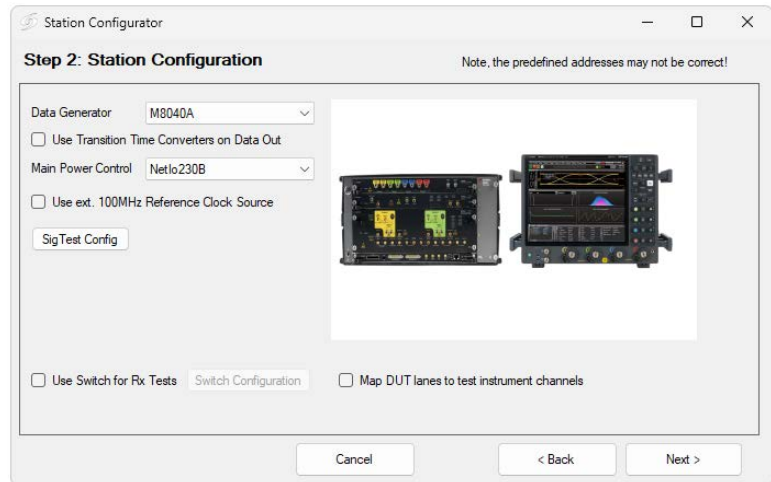 Station Configurator
Step 2: Station Configuration
Note, the predefined addresses may not be correct!
Data Generator M8040A
Use Transition Time Converters on Data Out
Main Power Control NetIo230B
Use ext. 100MHz Reference Clock Source
SigTest Config
Use Switch for Rx Tests Switch Configuration Map DUT lanes to test instrument channels
Cancel < Back Next >